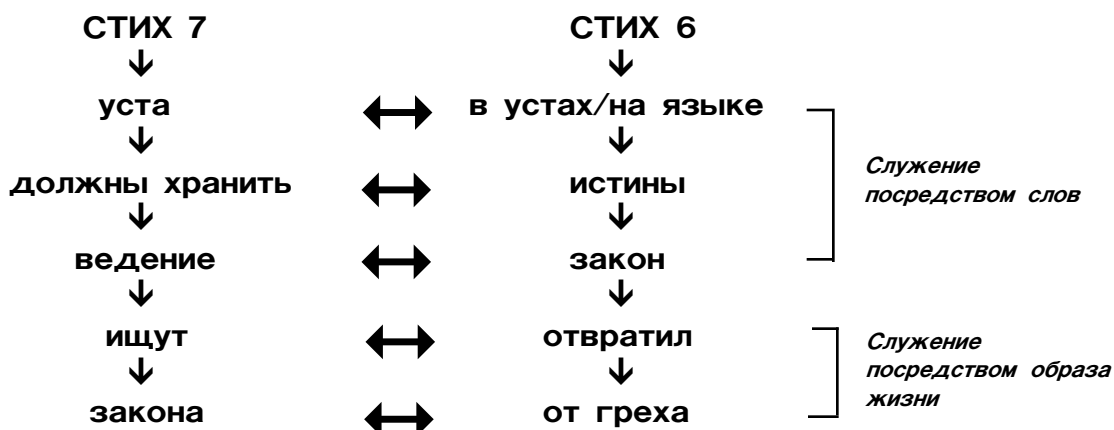 СТИХ 7 СТИХ 6
уста в устах/на языке
должны хранить истины
Служение
посредством слов
ведение закон
ищут отвратил
Служение
посредством образа
жизни
закона от греха